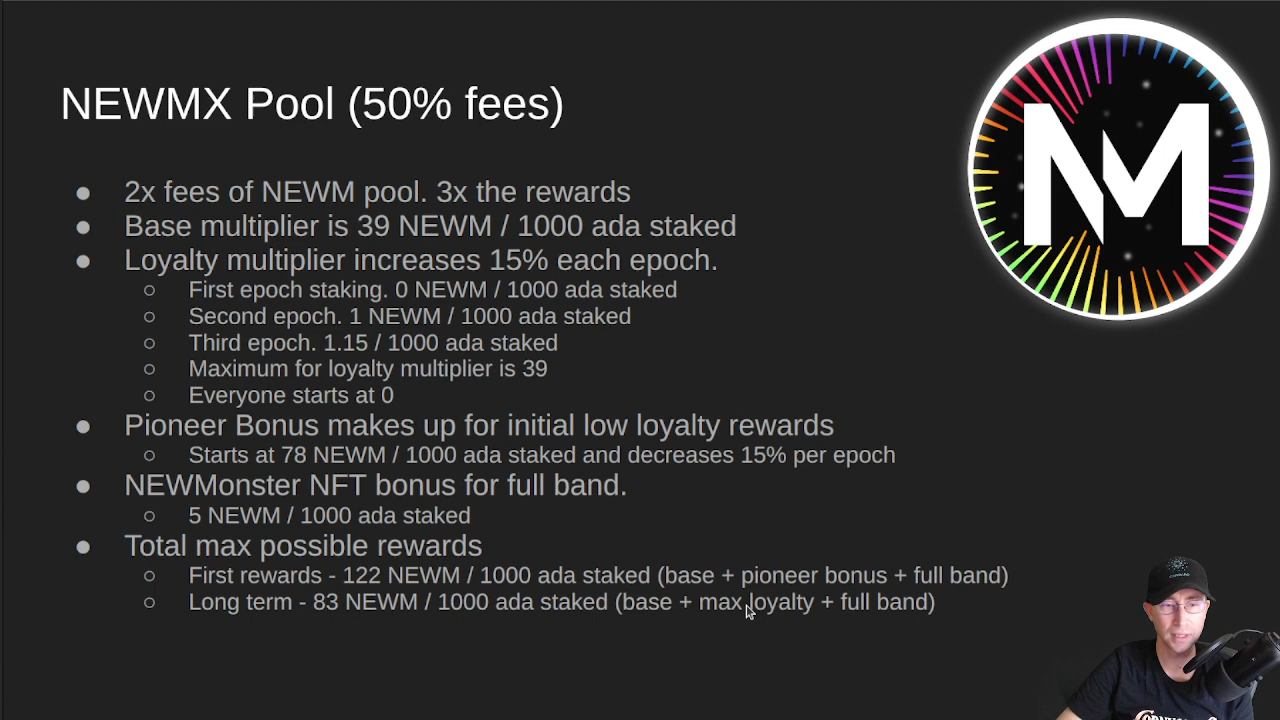 NEWMX Pool (50% fees)
NM
● 2x fees of NEWM pool. 3x the rewards
● Base multiplier is 39 NEWM / 1000 ada staked
● Loyalty multiplier increases 15% each epoch.
○ First epoch staking. 0 NEWM / 1000 ada staked
○ Second epoch. 1 NEWM / 1000 ada staked
○ Third epoch. 1.15 / 1000 ada staked
○ Maximum for loyalty multiplier is 39
○ Everyone starts at 0
● Pioneer Bonus makes up for initial low loyalty rewards
○ Starts at 78 NEWM / 1000 ada staked and decreases 15% per epoch
● NEWMonster NFT bonus for full band.
○ 5 NEWM / 1000 ada staked
● Total max possible rewards
○ First rewards - 122 NEWM / 1000 ada staked (base + pioneer bonus + full band)
○ Long term - 83 NEWM / 1000 ada staked (base + max loyalty + full band)